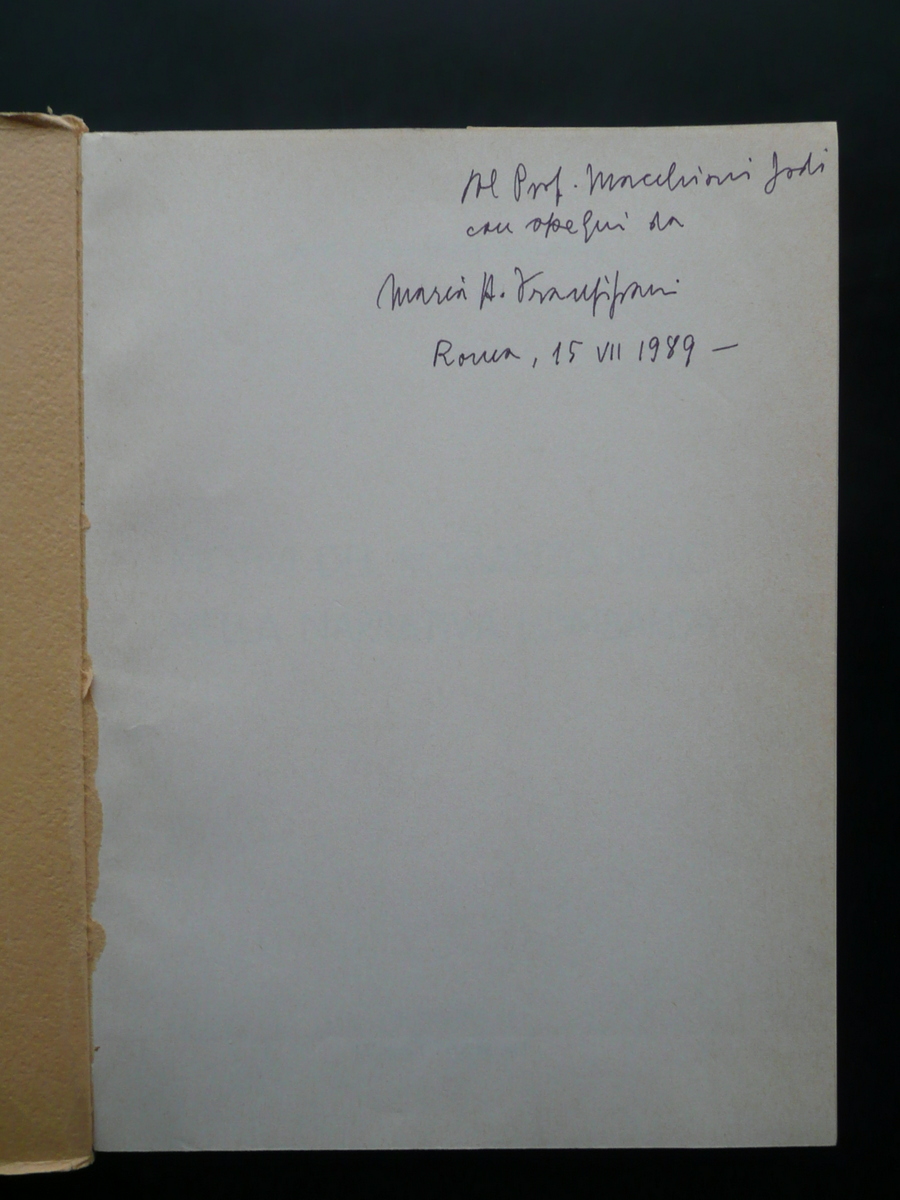 Al Prof. Macchioni Jodi
con ossequi da
Maria A.
Roma, 15 VII 1989 —